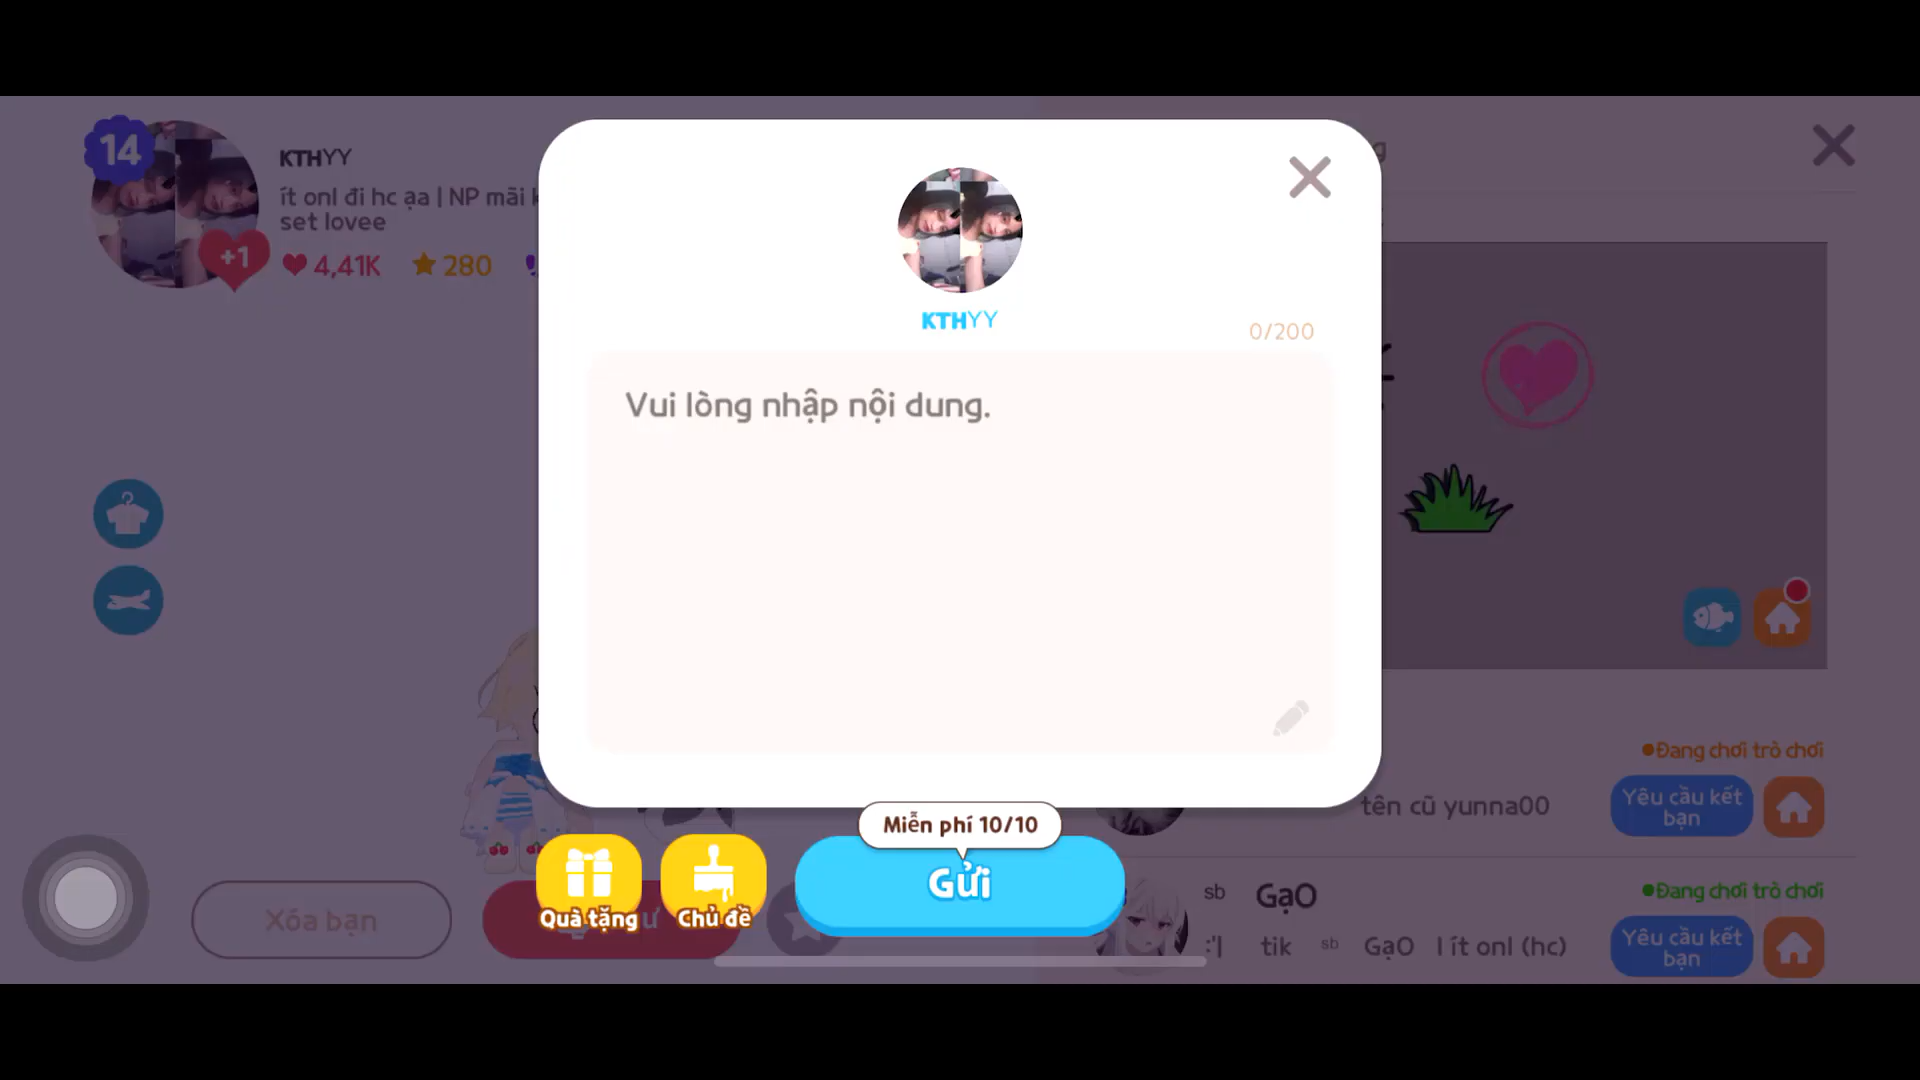 14
KTHYY
ít onl đi hc ạa | NP mãi k
set lovee
+1
4,41K
280
KTHYY
0/200
Vui lòng nhập nội dung.
Đang chơi trò chơi
tên cũ yunna00
Yêu cầu kết
bạn
Miễn phí 10/10
Gửi
Quà tặng
Chủ đề
Xóa bạn
sb GạO
Đang chơi trò chơi
:'| tik sb GạO l ít onl (hc)
Yêu cầu kết
bạn